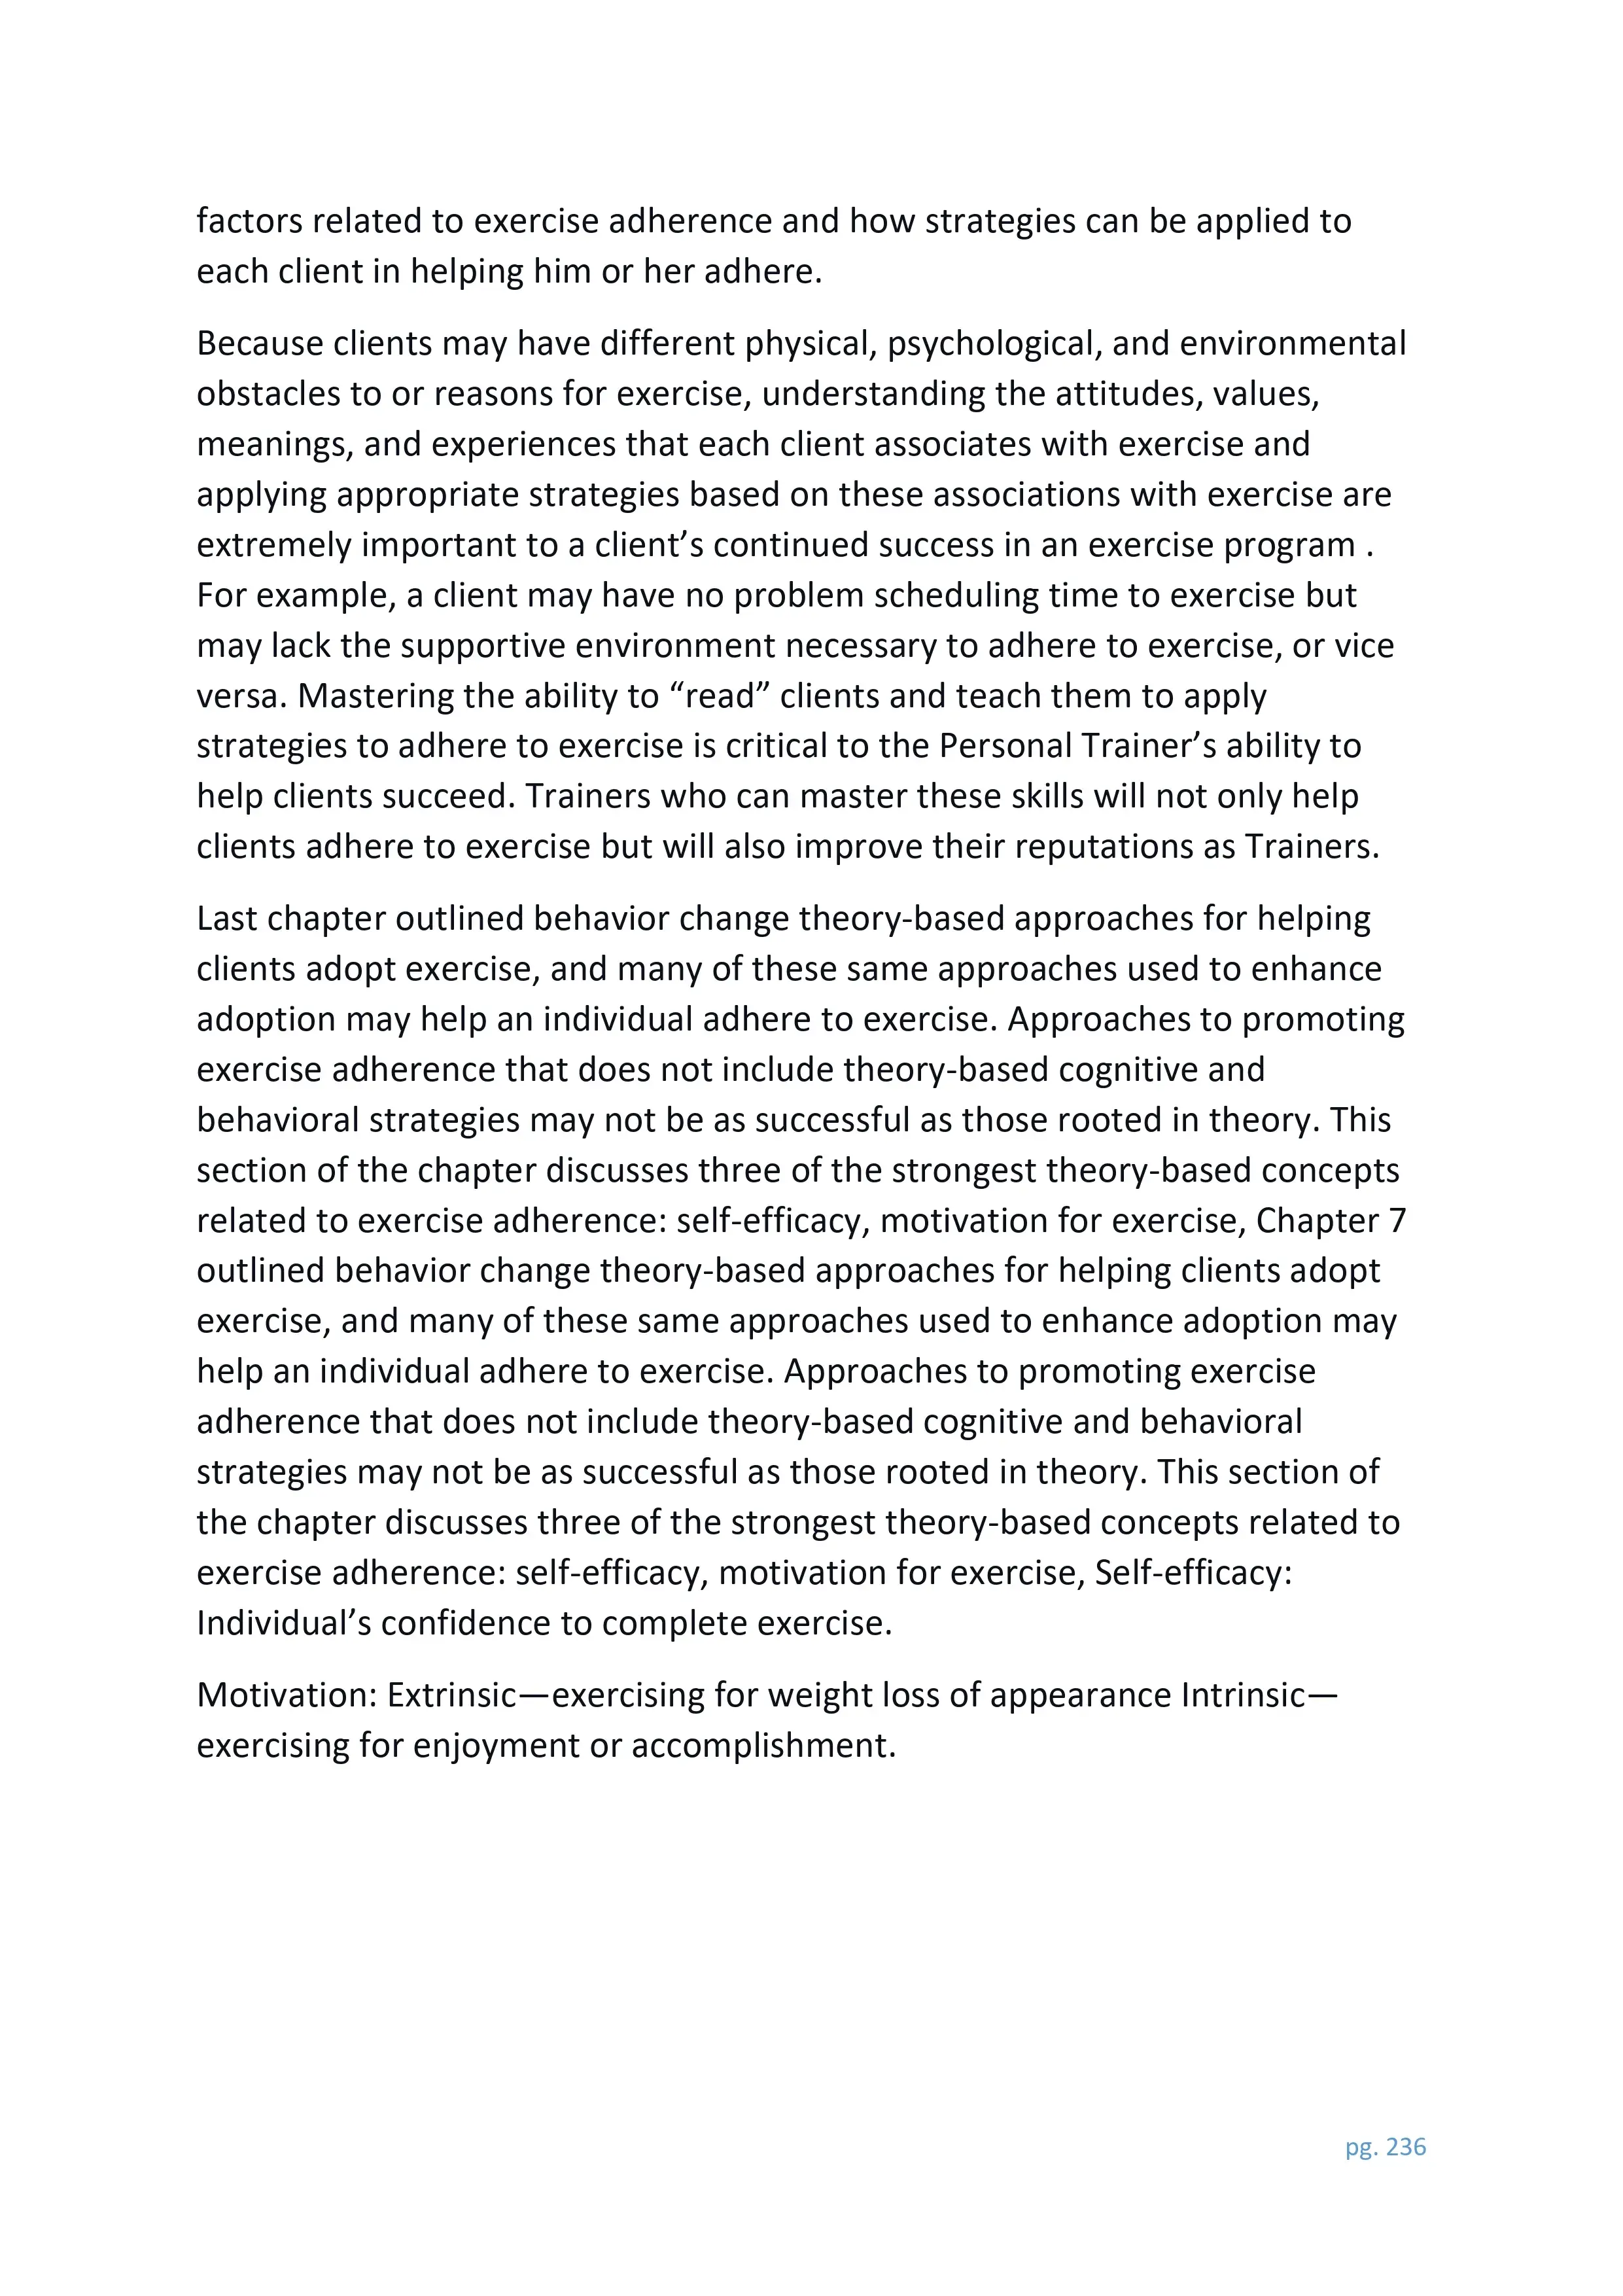 factors related to exercise adherence and how strategies can be applied to
each client in helping him or her adhere.
Because clients may have different physical, psychological, and environmental
obstacles to or reasons for exercise, understanding the attitudes, values,
meanings, and experiences that each client associates with exercise and
applying appropriate strategies based on these associations with exercise are
extremely important to a client’s continued success in an exercise program .
For example, a client may have no problem scheduling time to exercise but
may lack the supportive environment necessary to adhere to exercise, or vice
versa. Mastering the ability to “read” clients and teach them to apply
strategies to adhere to exercise is critical to the Personal Trainer’s ability to
help clients succeed. Trainers who can master these skills will not only help
clients adhere to exercise but will also improve their reputations as Trainers.
Last chapter outlined behavior change theory-based approaches for helping
clients adopt exercise, and many of these same approaches used to enhance
adoption may help an individual adhere to exercise. Approaches to promoting
exercise adherence that does not include theory-based cognitive and
behavioral strategies may not be as successful as those rooted in theory. This
section of the chapter discusses three of the strongest theory-based concepts
related to exercise adherence: self-efficacy, motivation for exercise, Chapter 7
outlined behavior change theory-based approaches for helping clients adopt
exercise, and many of these same approaches used to enhance adoption may
help an individual adhere to exercise. Approaches to promoting exercise
adherence that does not include theory-based cognitive and behavioral
strategies may not be as successful as those rooted in theory. This section of
the chapter discusses three of the strongest theory-based concepts related to
exercise adherence: self-efficacy, motivation for exercise, Self-efficacy:
Individual’s confidence to complete exercise.
Motivation: Extrinsic—exercising for weight loss of appearance Intrinsic—
exercising for enjoyment or accomplishment.
pg. 236